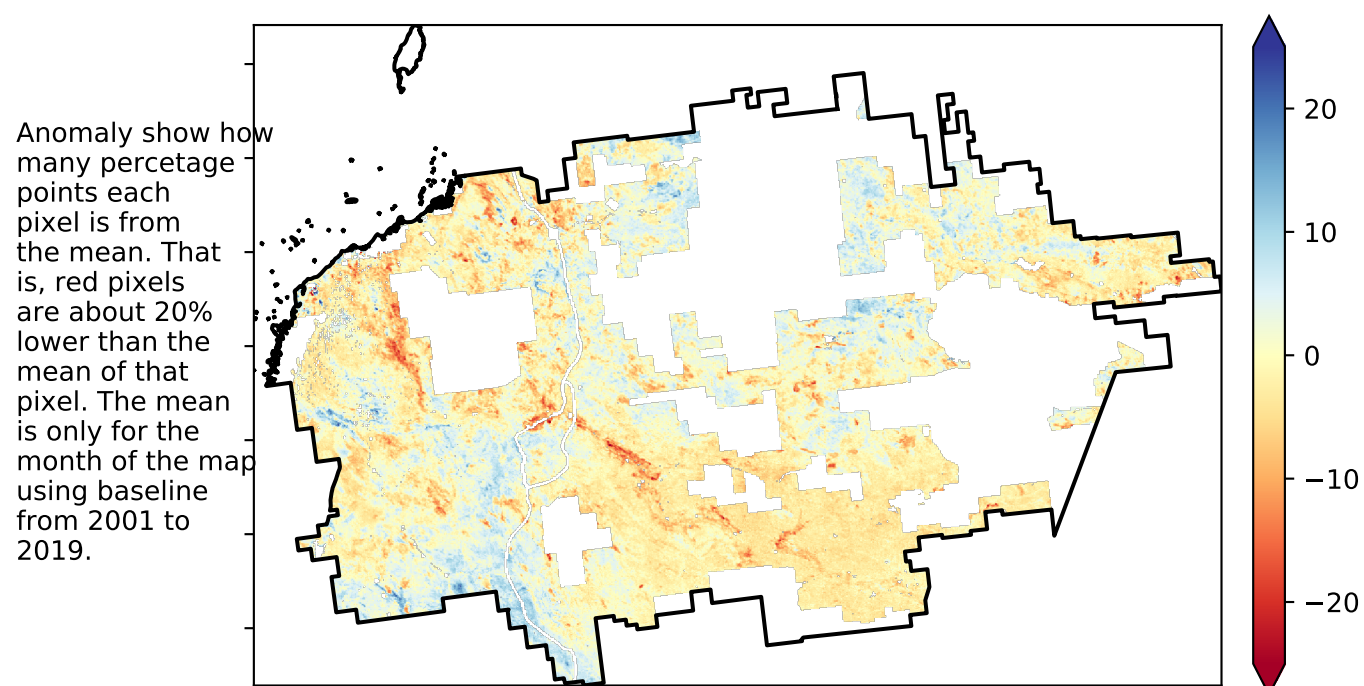 Anomaly show how
many percetage
points each
pixel is from
the mean. That
is, red pixels
are about 20%
lower than the
mean of that
pixel. The mean
is only for the
month of the map
using baseline
from 2001 to
2019.
20
10
0
−10
−20